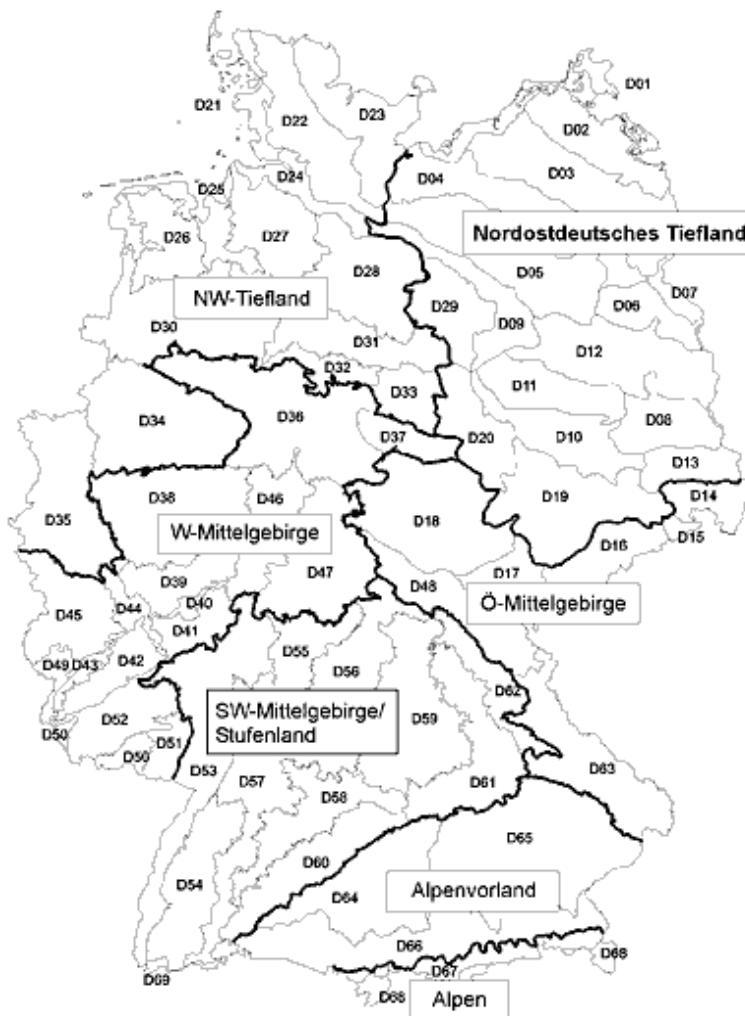 D01
D21
D22
D23
D02
D24
D04
D03
D25
Nordostdeutsches Tiefland
D26
D27
D28
D05
D07
NW-Tiefland
D29
D06
D09
D30
D31
D12
D32
D11
D33
D34
D36
D08
D37
D20
D10
D13
D38
D46
D19
D14
D35
D18
W-Mittelgebirge
D16
D15
D47
D17
D39
D48
D40
Ö-Mittelgebirge
D45
D44
D41
D55
D42
D49
D43
D56
D62
SW-Mittelgebirge/
Stufenland
D59
D52
D50
D51
D50
D53
D63
D57
D61
D58
D65
D60
D54
D64
Alpenvorland
D66
D68
D67
D69
D68
Alpen